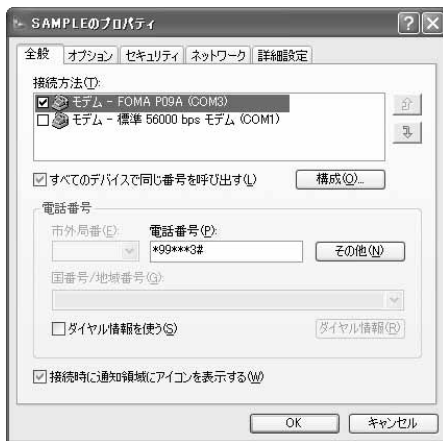 SAMPLEのプロパティ
全般 オプション セキュリティ ネットワーク 詳細設定
接続方法(T):
モデム - FOMA P09A (COM3)
モデム - 標準 56000 bps モデム (COM1)
すべてのデバイスで同じ番号を呼び出す(L) 構成(O)...
電話番号
市外局番(E): 電話番号(P):
*99***3# その他(N)
国番号/地域番号(G):
ダイヤル情報を使う(S) ダイヤル情報(R)
接続時に通知領域にアイコンを表示する(W)
OK キャンセル